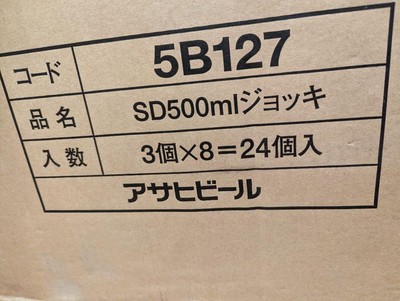 コード 5B127
品名 SD500mlジョッキ
入数 3個×8=24個入
アサヒビール